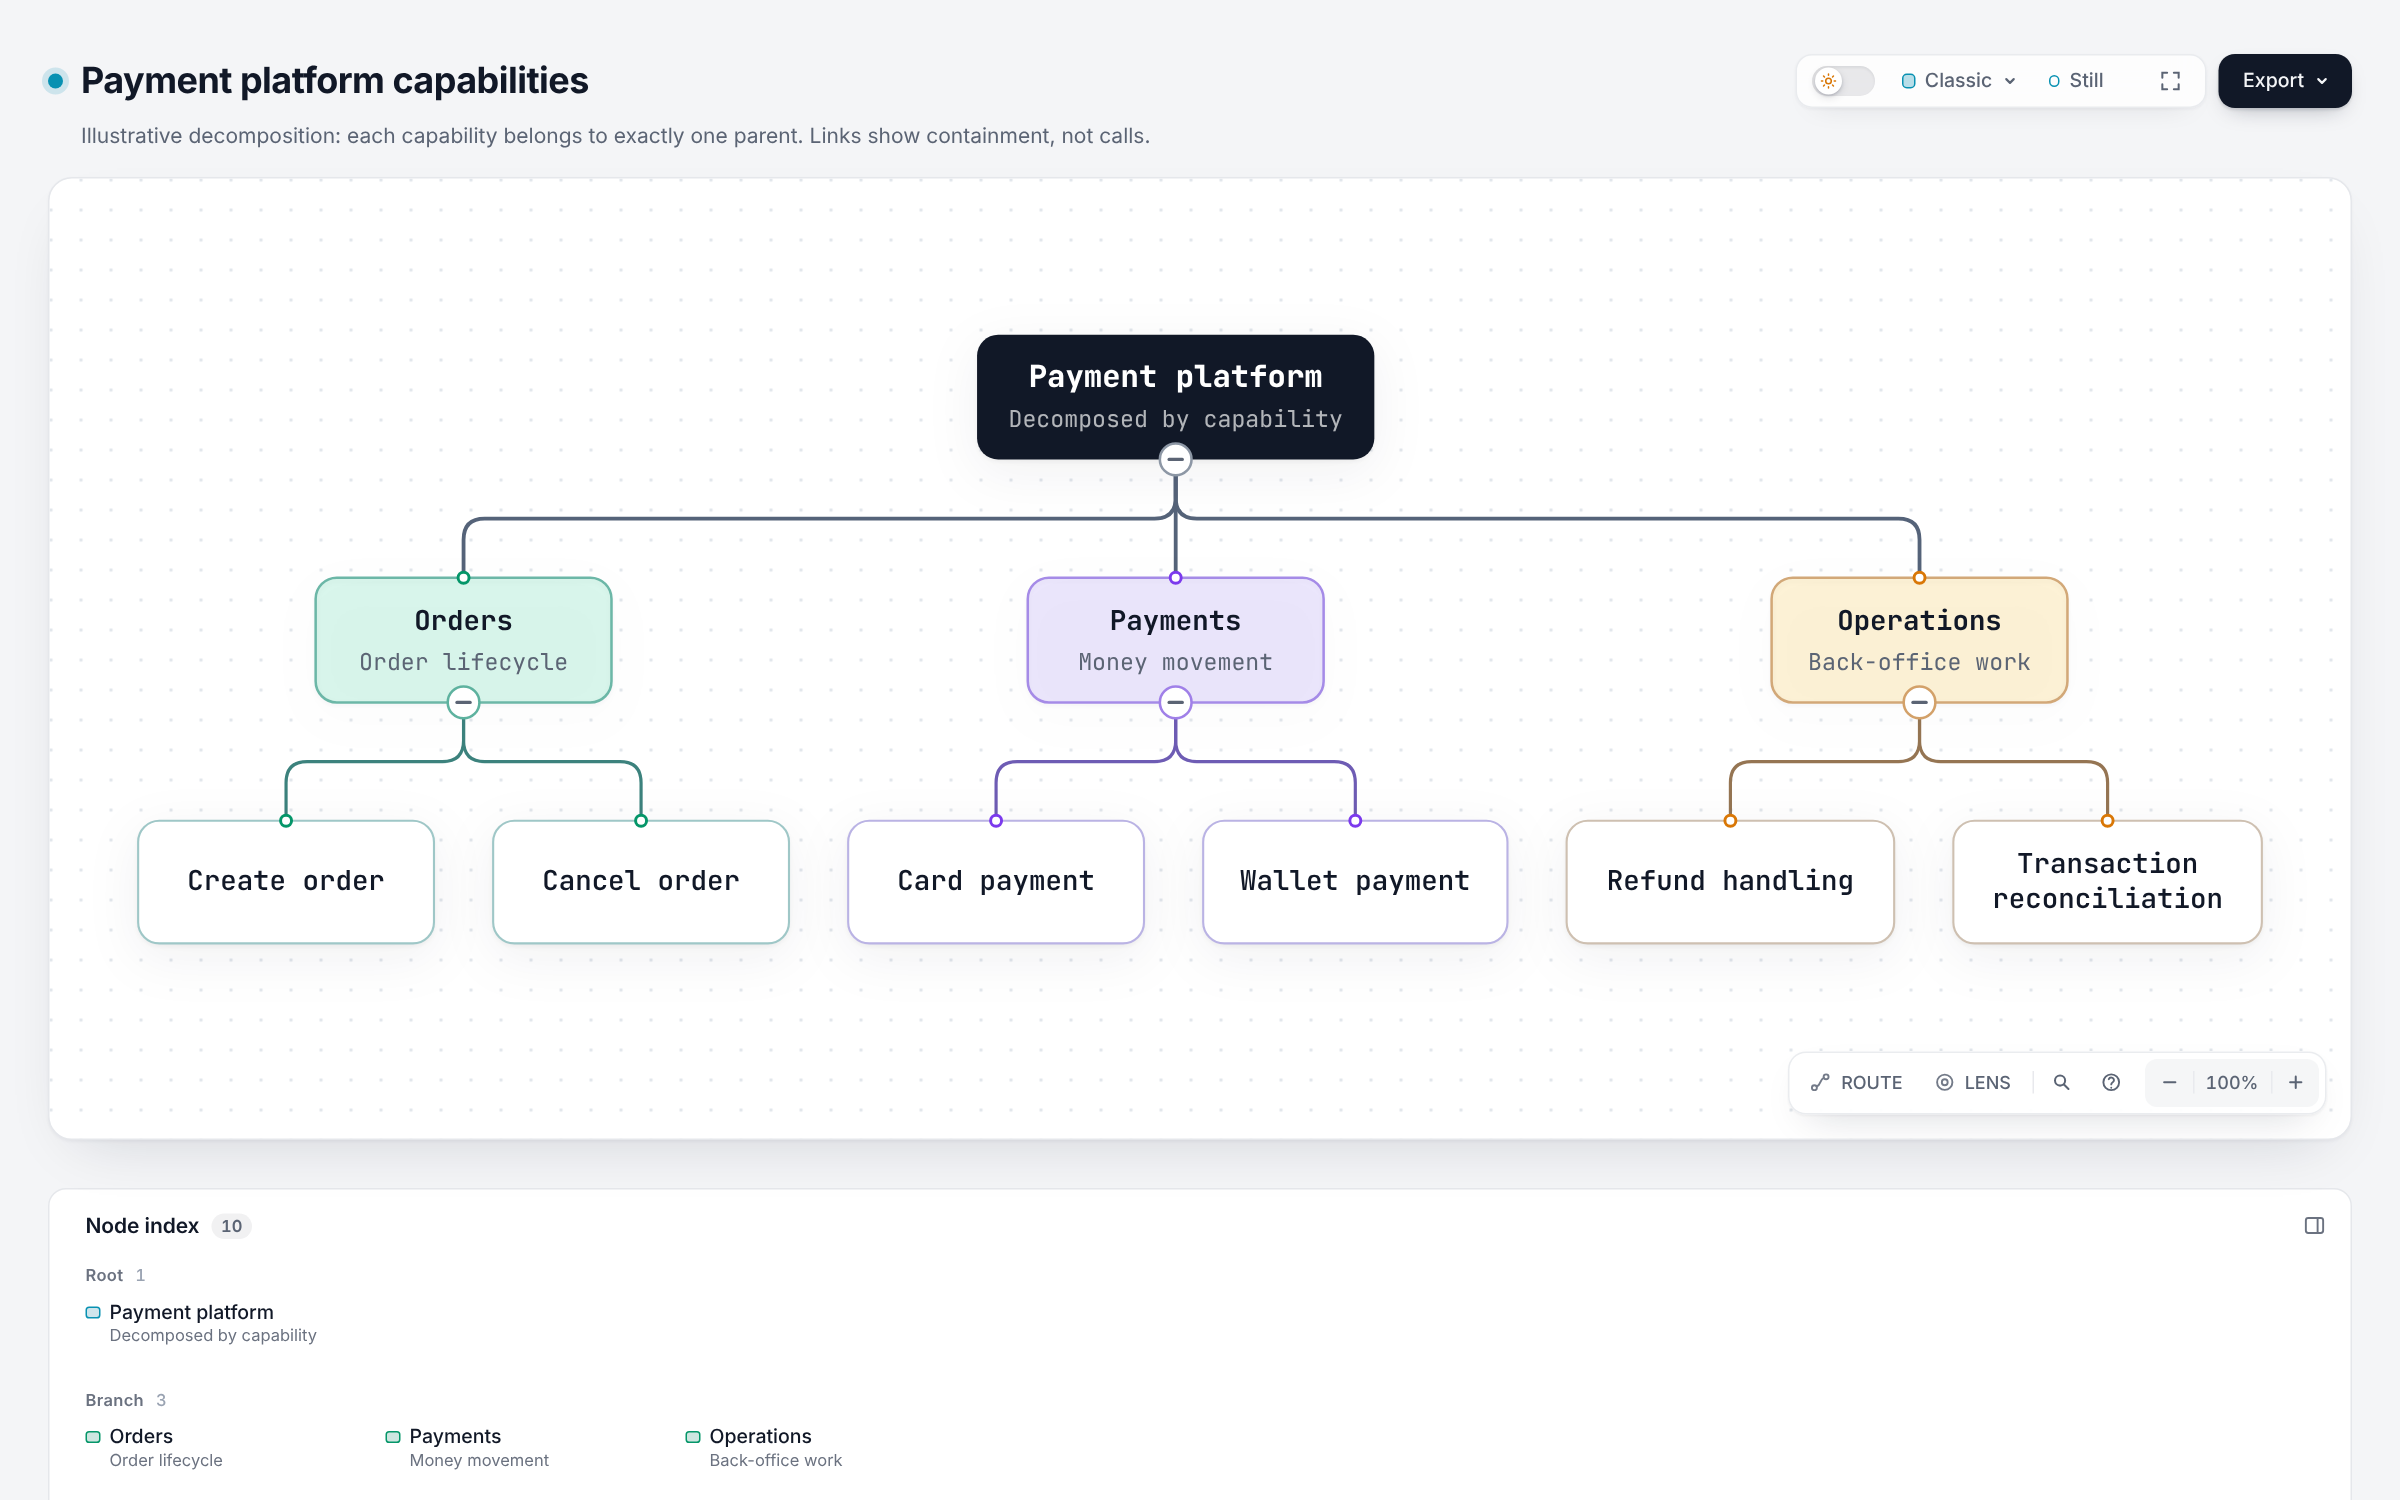 Payment platform capabilities
Classic
Still
Export
Illustrative decomposition: each capability belongs to exactly one parent. Links show containment, not calls.
Payment platform
Decomposed by capability
Orders
Order lifecycle
Payments
Money movement
Operations
Back-office work
Create order
Cancel order
Card payment
Wallet payment
Refund handling
Transaction
reconciliation
ROUTE
LENS
100%
Node index 10
Root 1
Payment platform
Decomposed by capability
Branch 3
Orders
Order lifecycle
Payments
Money movement
Operations
Back-office work